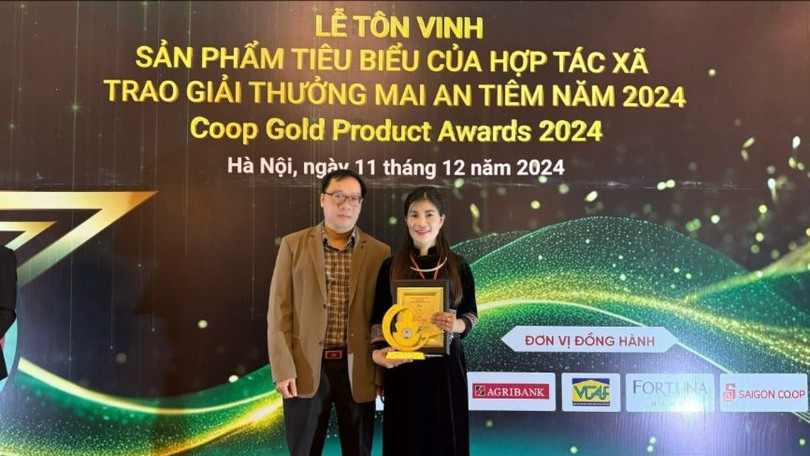 LỄ TÔN VINH
SẢN PHẨM TIÊU BIỂU CỦA HỢP TÁC XÃ
TRAO GIẢI THƯỞNG MAI AN TIÊM NĂM 2024
Coop Gold Product Awards 2024
Hà Nội, ngày 11 tháng 12 năm 2024
ĐƠN VỊ ĐỒNG HÀNH
AGRIBANK
FORTUNA
SAIGON CO.OP